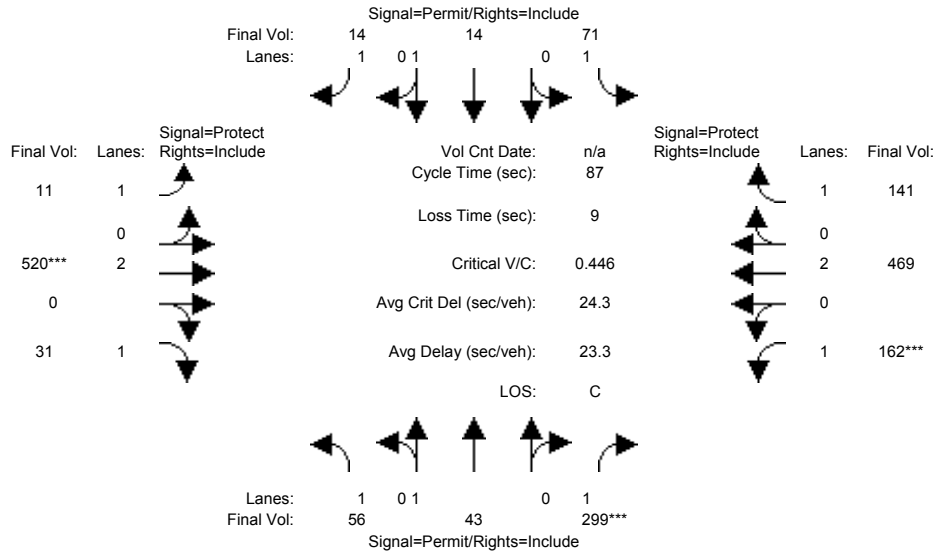 Signal=Permit/Rights=Include
Final Vol: 14 14 71
Lanes: 1 0 1 0 1
Signal=Protect
Final Vol: Lanes: Rights=Include
Vol Cnt Date: n/a
Signal=Protect
Rights=Include Lanes: Final Vol:
Cycle Time (sec): 87
11 1
1 141
Loss Time (sec): 9
0
0
520*** 2
Critical V/C: 0.446
2 469
0
Avg Crit Del (sec/veh): 24.3
0
31 1
Avg Delay (sec/veh): 23.3
1 162***
LOS: C
Lanes: 1 0 1 0 1
Final Vol: 56 43 299***
Signal=Permit/Rights=Include